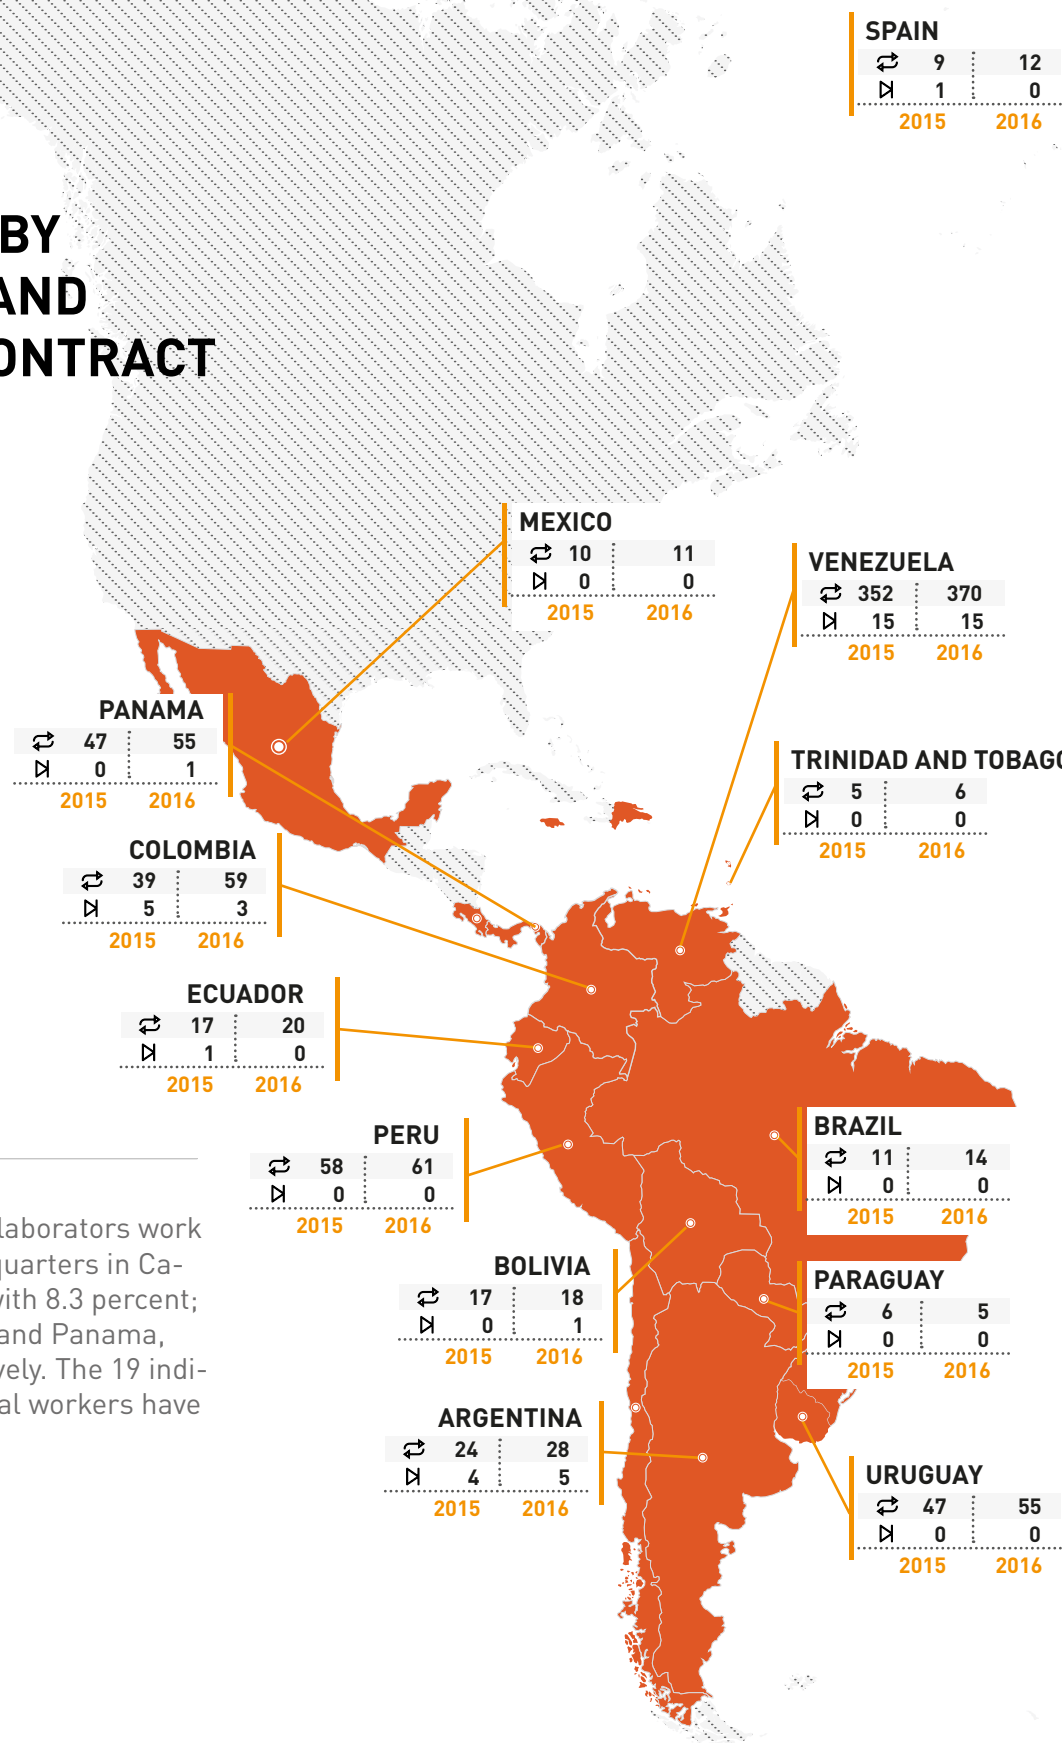 SPAIN
9 12
1 0
2015 2016
BY
AND
ONTRACT
MEXICO
10 11
0 0
2015 2016
VENEZUELA
352 370
15 15
2015 2016
PANAMA
47 55
0 1
2015 2016
TRINIDAD AND TOBAGO
5 6
0 0
2015 2016
COLOMBIA
39 59
5 3
2015 2016
ECUADOR
17 20
1 0
2015 2016
PERU
58 61
0 0
2015 2016
BRAZIL
11 14
0 0
2015 2016
laborators work
quarters in Ca-
with 8.3 percent;
and Panama,
vely. The 19 indi-
al workers have
BOLIVIA
17 18
0 1
2015 2016
PARAGUAY
6 5
0 0
2015 2016
ARGENTINA
24 28
4 5
2015 2016
URUGUAY
47 55
0 0
2015 2016